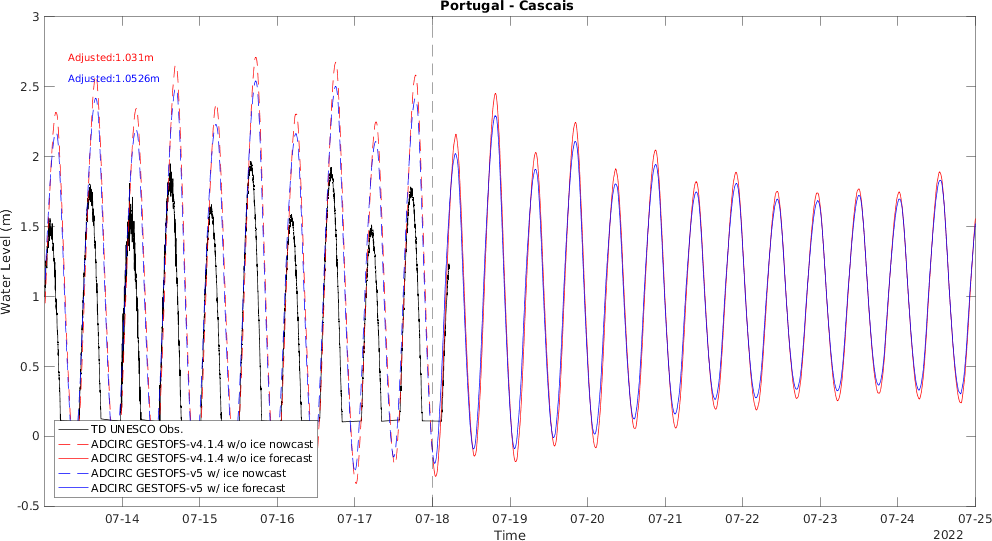 Portugal - Cascais
3
2.5
2
1.5
1
0.5
0
-0.5
Water Level (m)
Adjusted:1.031m
Adjusted:1.0526m
TD UNESCO Obs.
ADCIRC GESTOFS-v4.1.4 w/o ice nowcast
ADCIRC GESTOFS-v4.1.4 w/o ice forecast
ADCIRC GESTOFS-v5 w/ ice nowcast
ADCIRC GESTOFS-v5 w/ ice forecast
07-14 07-15 07-16 07-17 07-18 07-19 07-20 07-21 07-22 07-23 07-24 07-25
Time
2022